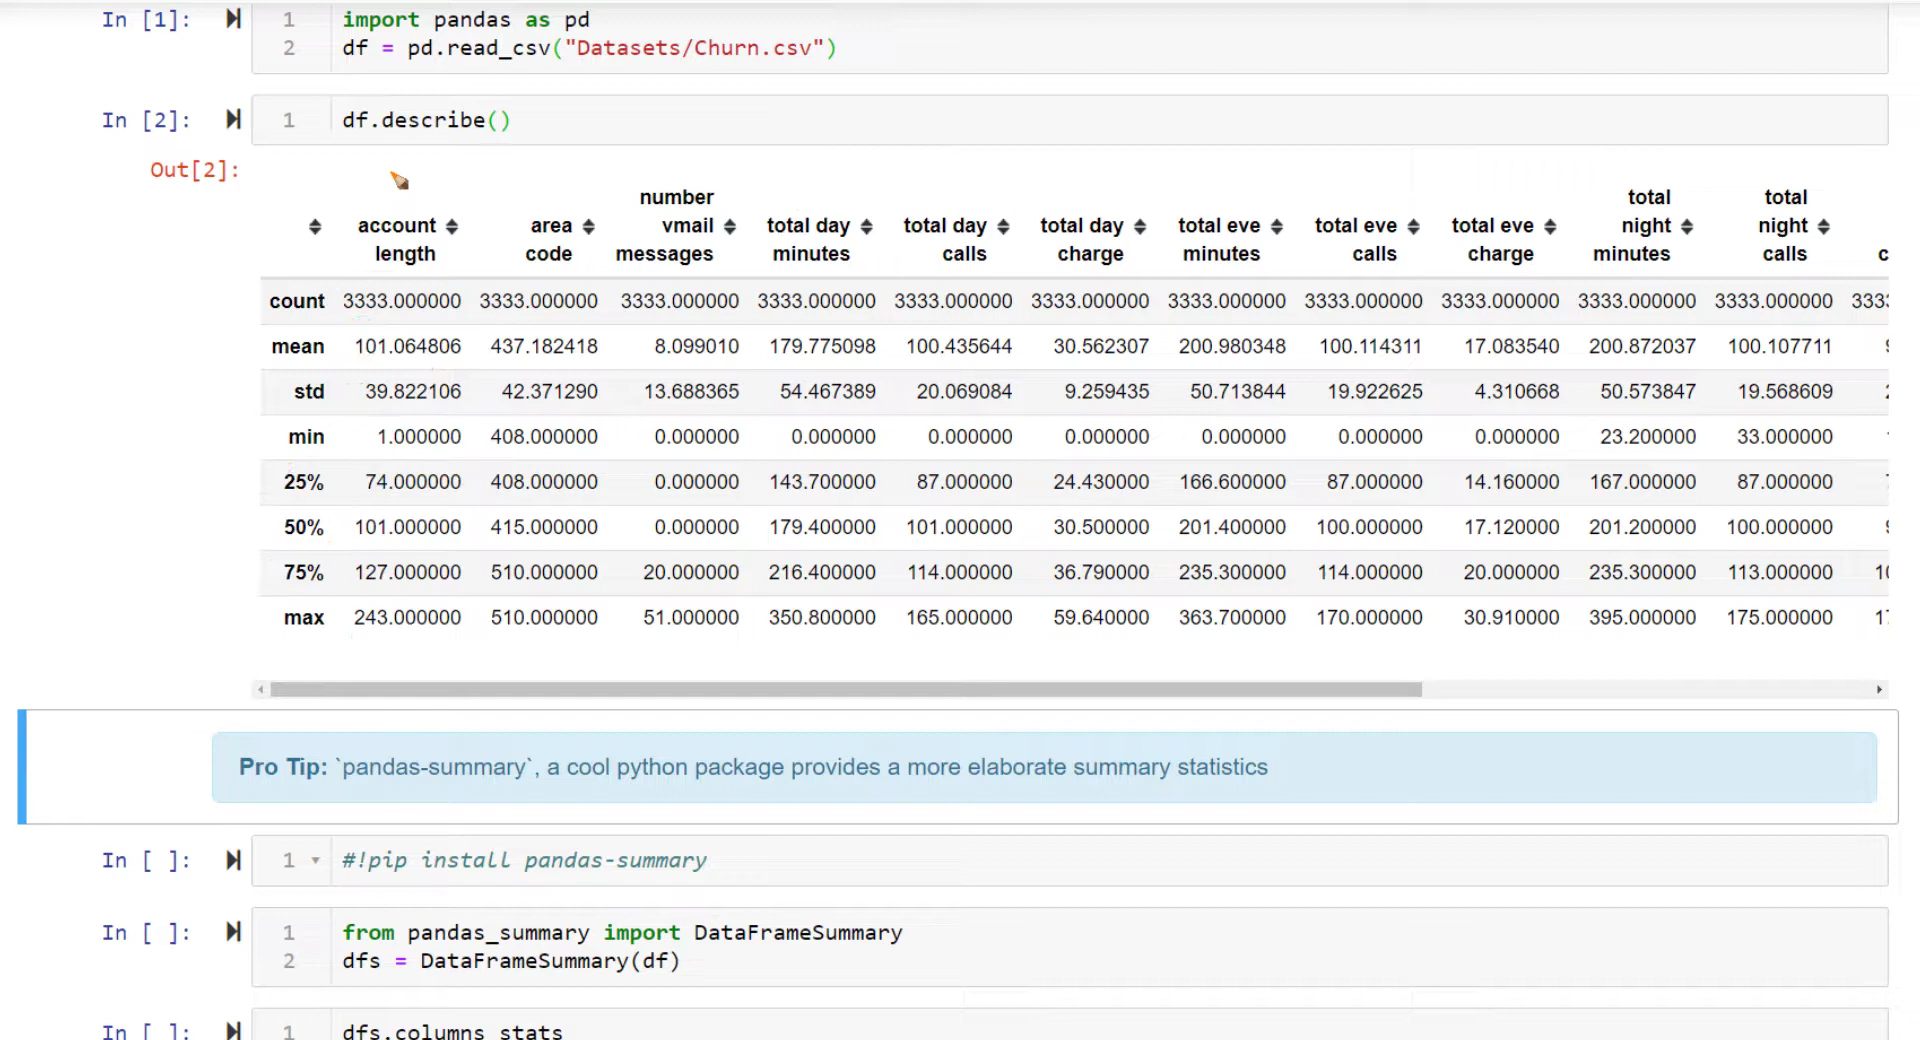 In [1]:
1 import pandas as pd
2 df = pd.read_csv("Datasets/Churn.csv")
In [2]:
1 df.describe()
Out[2]:
account length area code number vmail messages total day minutes total day calls total day charge total eve minutes total eve calls total eve charge total night minutes total night calls c
count 3333.000000 3333.000000 3333.000000 3333.000000 3333.000000 3333.000000 3333.000000 3333.000000 3333.000000 3333.000000 3333.000000 333
mean 101.064806 437.182418 8.099010 179.775098 100.435644 30.562307 200.980348 100.114311 17.083540 200.872037 100.107711
std 39.822106 42.371290 13.688365 54.467389 20.069084 9.259435 50.713844 19.922625 4.310668 50.573847 19.568609
min 1.000000 408.000000 0.000000 0.000000 0.000000 0.000000 0.000000 0.000000 0.000000 23.200000 33.000000
25% 74.000000 408.000000 0.000000 143.700000 87.000000 24.430000 166.600000 87.000000 14.160000 167.000000 87.000000
50% 101.000000 415.000000 0.000000 179.400000 101.000000 30.500000 201.400000 100.000000 17.120000 201.200000 100.000000
75% 127.000000 510.000000 20.000000 216.400000 114.000000 36.790000 235.300000 114.000000 20.000000 235.300000 113.000000 10
max 243.000000 510.000000 51.000000 350.800000 165.000000 59.640000 363.700000 170.000000 30.910000 395.000000 175.000000 17
Pro Tip: `pandas-summary`, a cool python package provides a more elaborate summary statistics
In [ ]:
1 #!pip install pandas-summary
In [ ]:
1 from pandas_summary import DataFrameSummary
2 dfs = DataFrameSummary(df)
In [ ]:
1 dfs.columns_stats